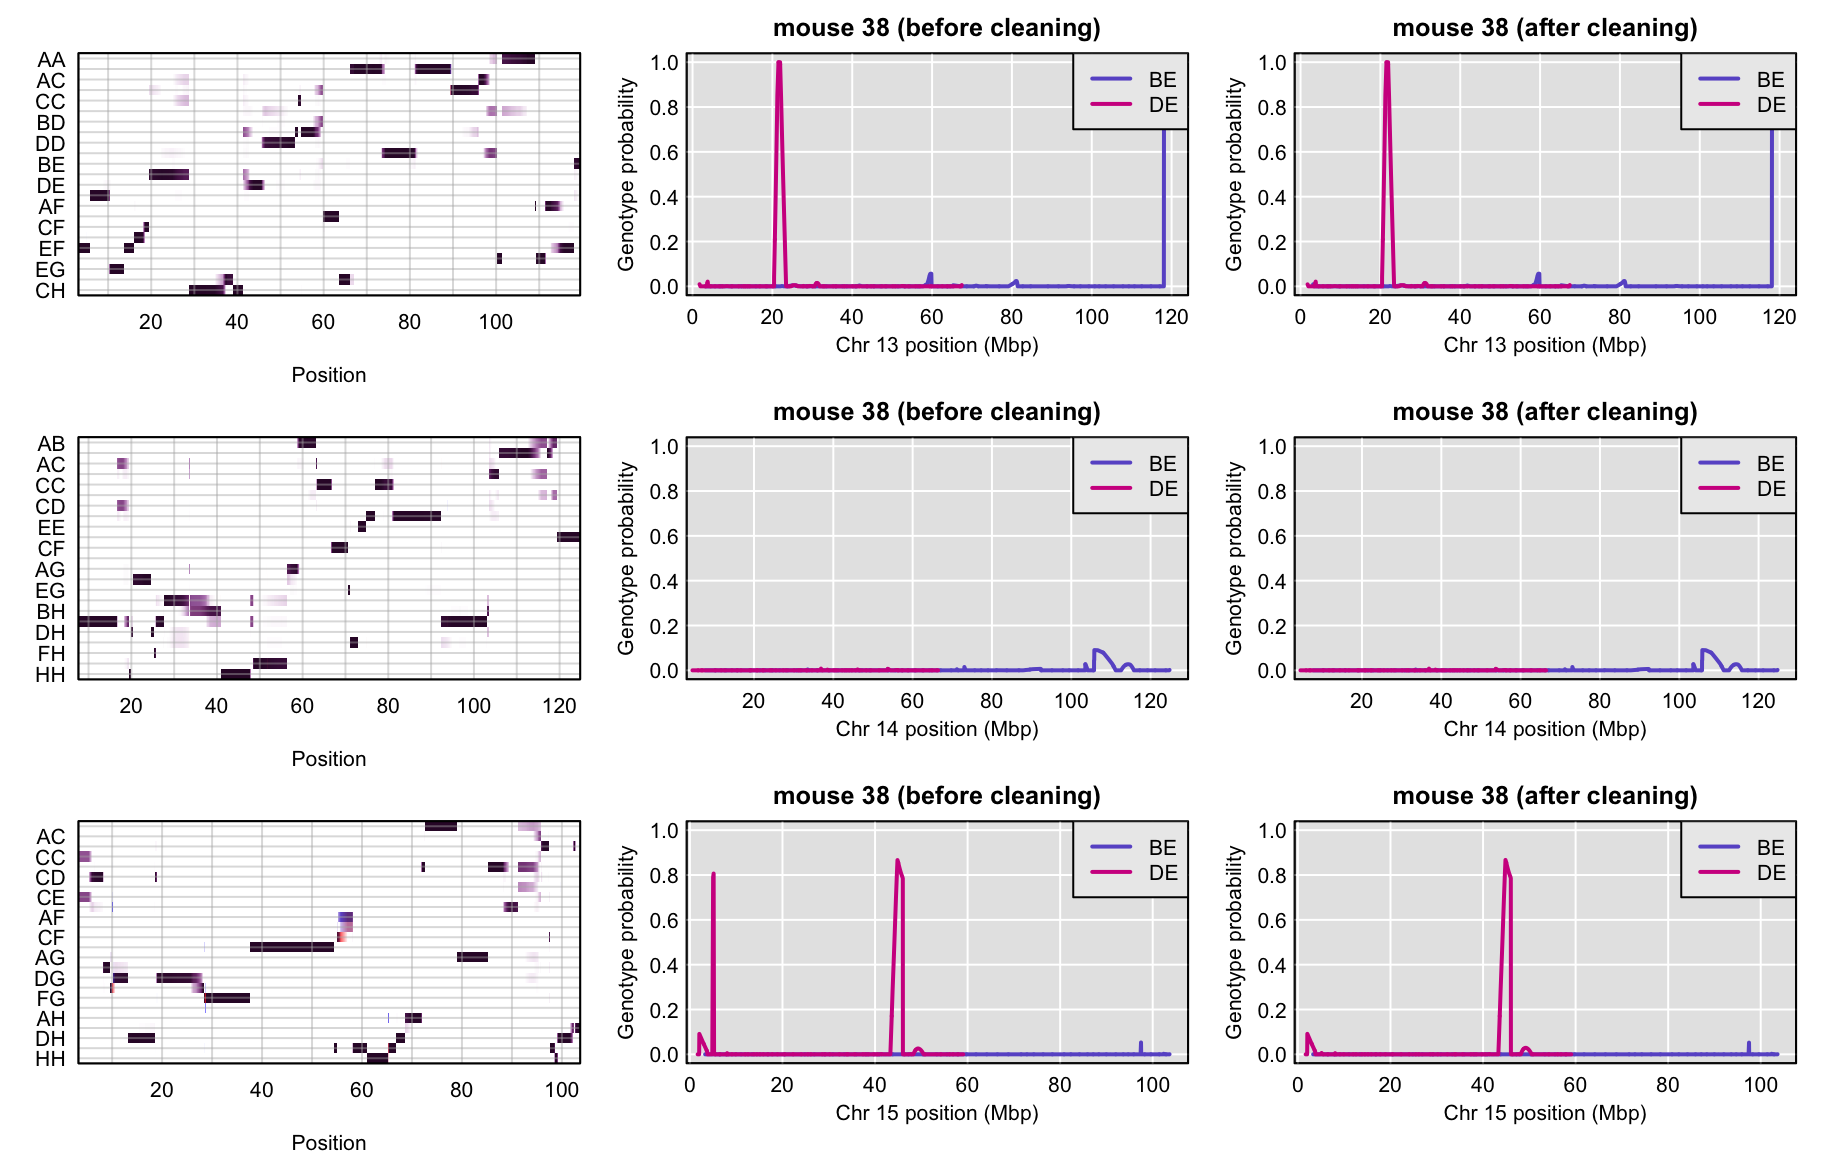 mouse 38 (before cleaning)
mouse 38 (after cleaning)
AA
AC
CC
BD
DD
BE
DE
AF
CF
EF
EG
CH
20 40 60 80 100
Position
Genotype probability
1.0
0.8
0.6
0.4
0.2
0.0
BE
DE
0 20 40 60 80 100 120
Chr 13 position (Mbp)
Genotype probability
1.0
0.8
0.6
0.4
0.2
0.0
BE
DE
0 20 40 60 80 100 120
Chr 13 position (Mbp)
mouse 38 (before cleaning)
mouse 38 (after cleaning)
AB
AC
CC
CD
EE
CF
AG
EG
BH
DH
FH
HH
20 40 60 80 100 120
Position
Genotype probability
1.0
0.8
0.6
0.4
0.2
0.0
BE
DE
20 40 60 80 100 120
Chr 14 position (Mbp)
Genotype probability
1.0
0.8
0.6
0.4
0.2
0.0
BE
DE
20 40 60 80 100 120
Chr 14 position (Mbp)
mouse 38 (before cleaning)
mouse 38 (after cleaning)
AC
CC
CD
CE
AF
CF
AG
DG
FG
AH
DH
HH
20 40 60 80 100
Position
Genotype probability
1.0
0.8
0.6
0.4
0.2
0.0
BE
DE
0 20 40 60 80 100
Chr 15 position (Mbp)
Genotype probability
1.0
0.8
0.6
0.4
0.2
0.0
BE
DE
0 20 40 60 80 100
Chr 15 position (Mbp)